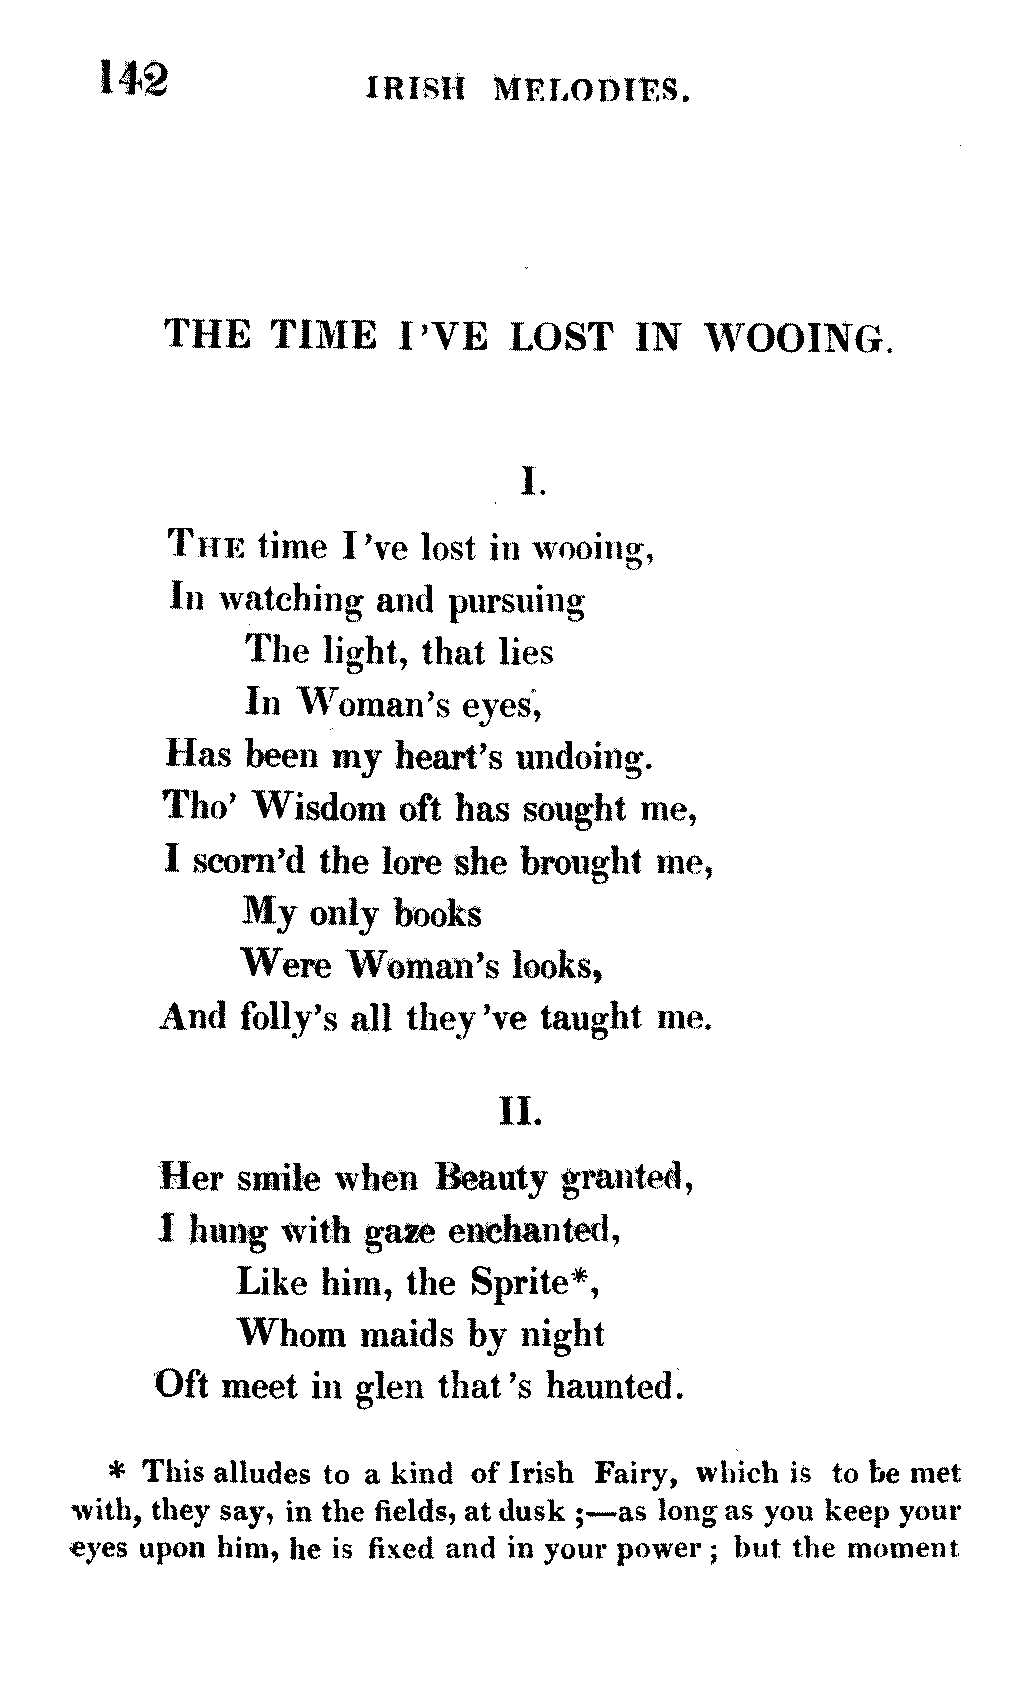 142
IRISH MELODIES.
THE TIME I'VE LOST IN WOOING.
I.
THE time I've lost in wooing,
In watching and pursuing
The light, that lies
In Woman's eyes,
Has been my heart's undoing.
Tho' Wisdom oft has sought me,
I scorn'd the lore she brought me,
My only books
Were Woman's looks,
And folly's all they've taught me.
II.
Her smile when Beauty granted,
I hung with gaze enchanted,
Like him, the Sprite*,
Whom maids by night
Oft meet in glen that's haunted.
* This alludes to a kind of Irish Fairy, which is to be met
with, they say, in the fields, at dusk ;—as long as you keep your
eyes upon him, he is fixed and in your power ; but the moment